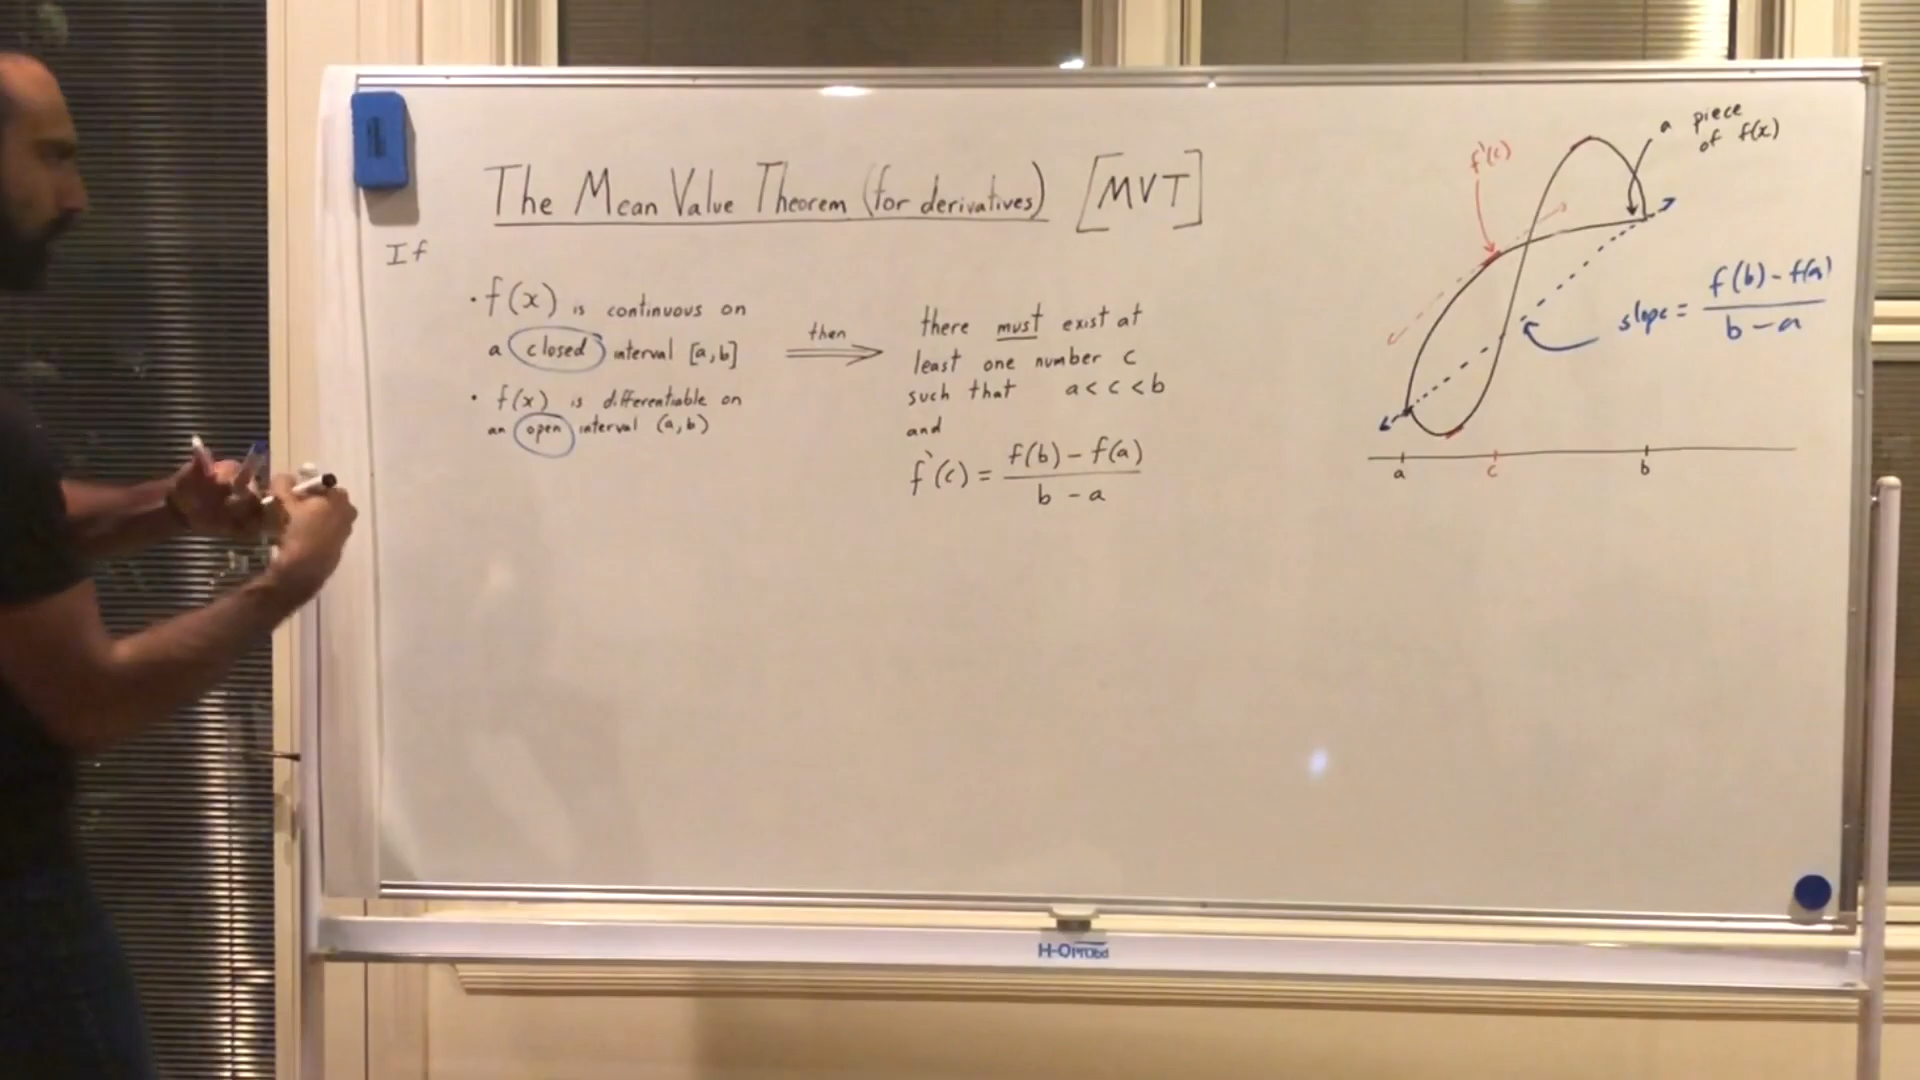 The Mean Value Theorem (for derivatives) [MVT]
If
• f(x) is continuous on
a closed interval [a,b]
• f(x) is differentiable on
an open interval (a,b)
then
there must exist at
least one number c
such that a < c < b
and
f'(c) = f(b) - f(a)
b - a
f'(c)
a piece
of f(x)
slope = f(b) - f(a)
b - a
a c b